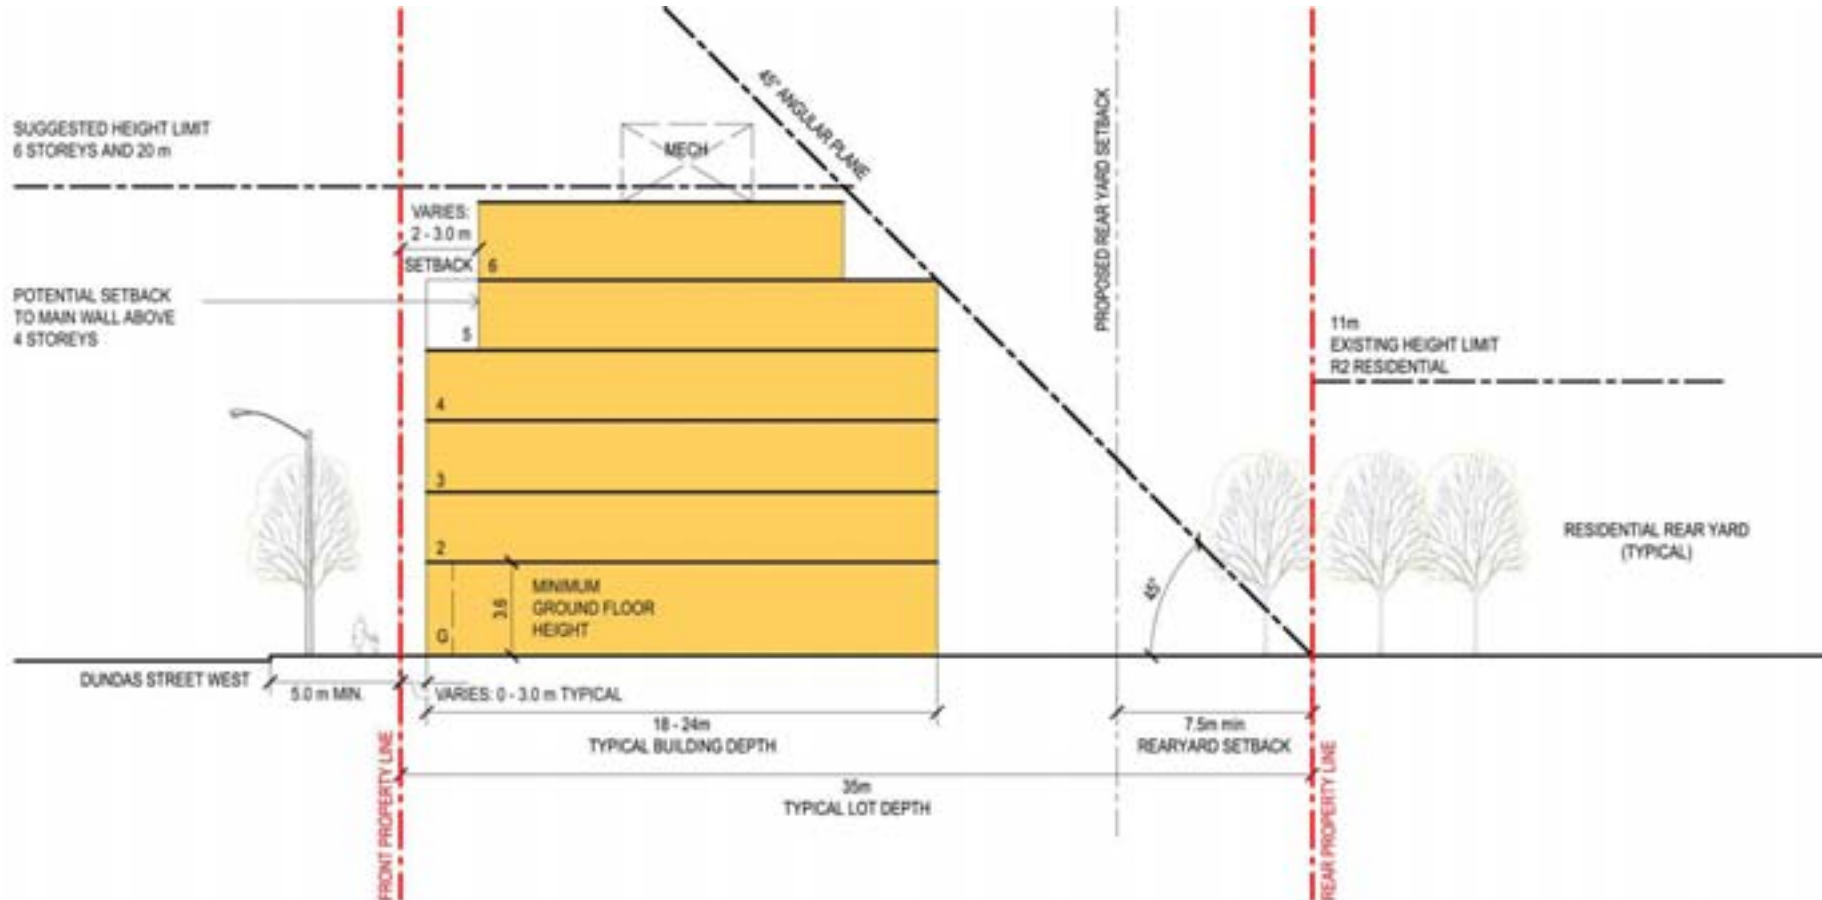 45° ANGULAR PLANE
PROPOSED REAR YARD SETBACK
SUGGESTED HEIGHT LIMIT
6 STOREYS AND 20 m
MECH
VARIES:
2 - 3.0 m
SETBACK
6
POTENTIAL SETBACK
TO MAIN WALL ABOVE
4 STOREYS
5
11m
EXISTING HEIGHT LIMIT
R2 RESIDENTIAL
4
3
2
RESIDENTIAL REAR YARD
(TYPICAL)
MINIMUM
GROUND FLOOR
HEIGHT
3.6
45°
G
DUNDAS STREET WEST
5.0 m MIN.
VARIES: 0 - 3.0 m TYPICAL
18 - 24m
TYPICAL BUILDING DEPTH
7.5m min
REARYARD SETBACK
35m
TYPICAL LOT DEPTH
FRONT PROPERTY LINE
REAR PROPERTY LINE